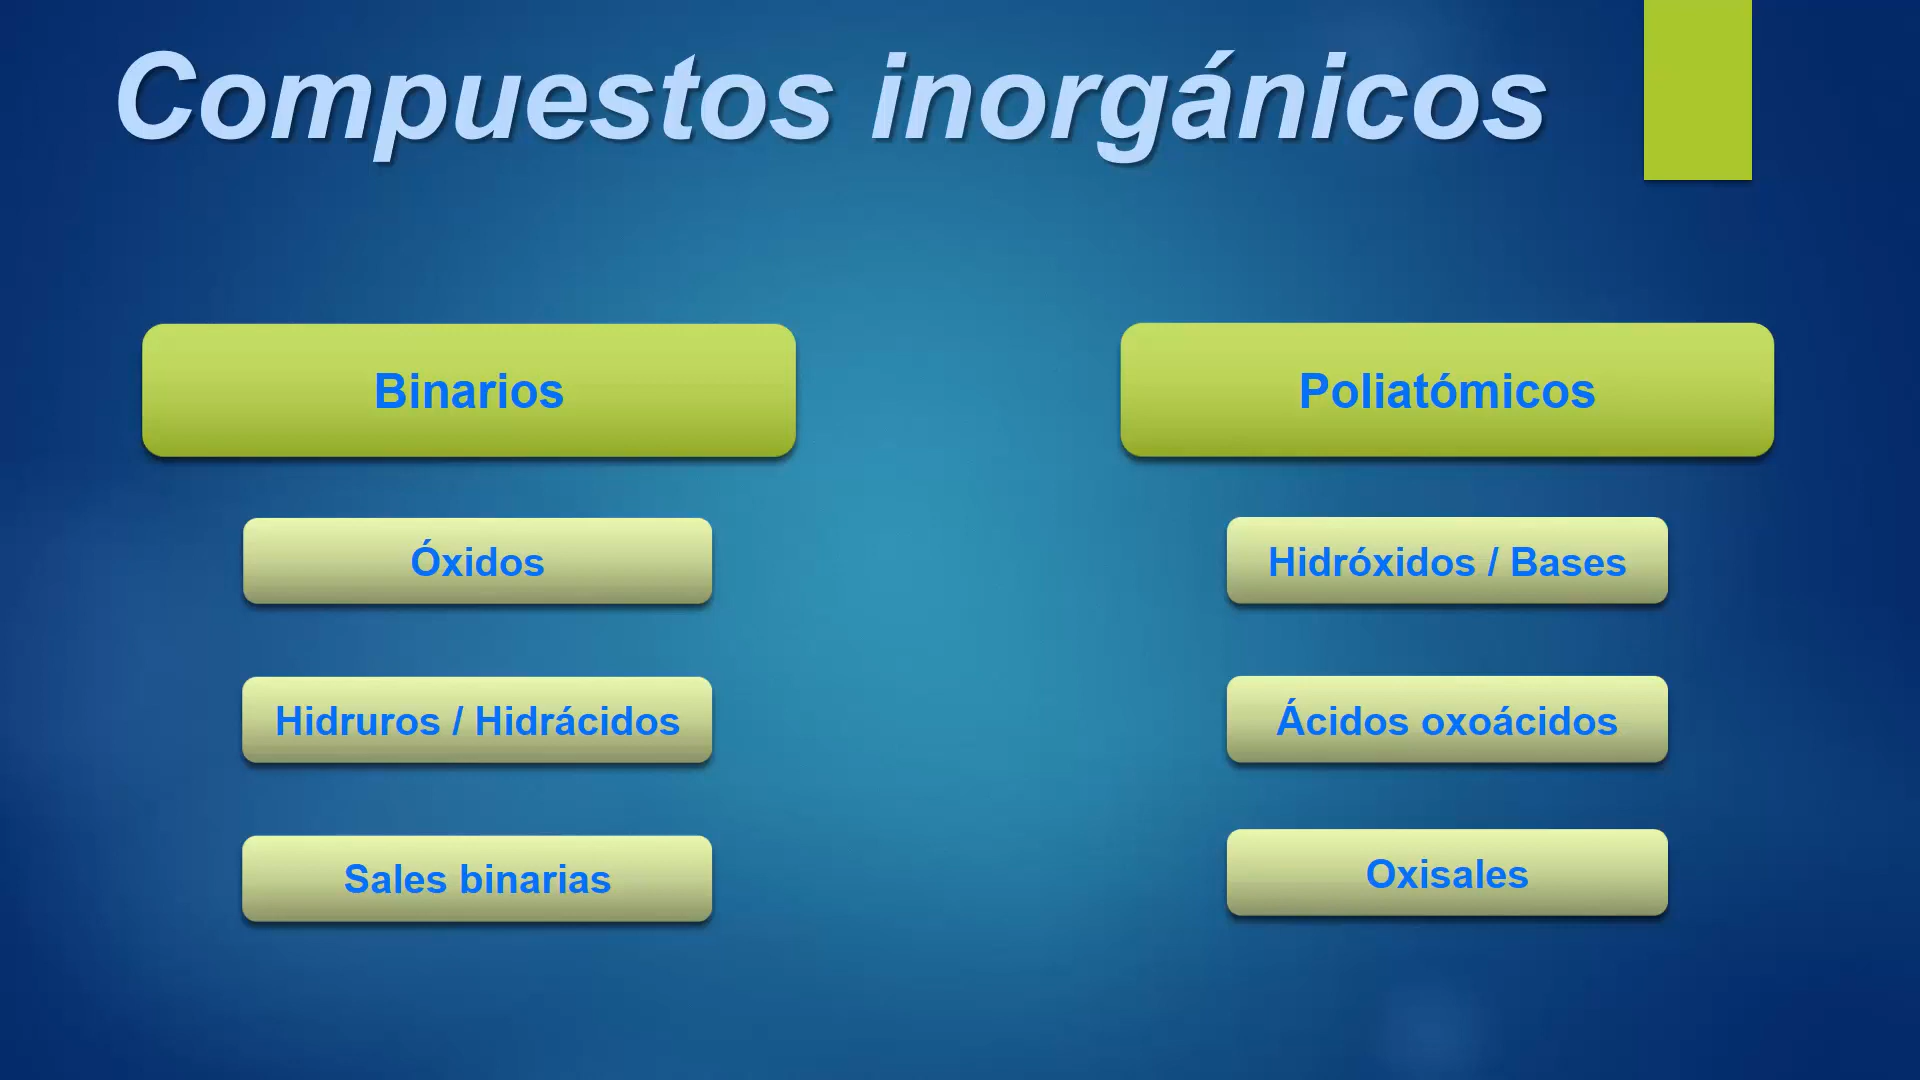 Compuestos inorgánicos
Binarios
Óxidos
Hidruros / Hidrácidos
Sales binarias
Poliatómicos
Hidróxidos / Bases
Ácidos oxoácidos
Oxisales